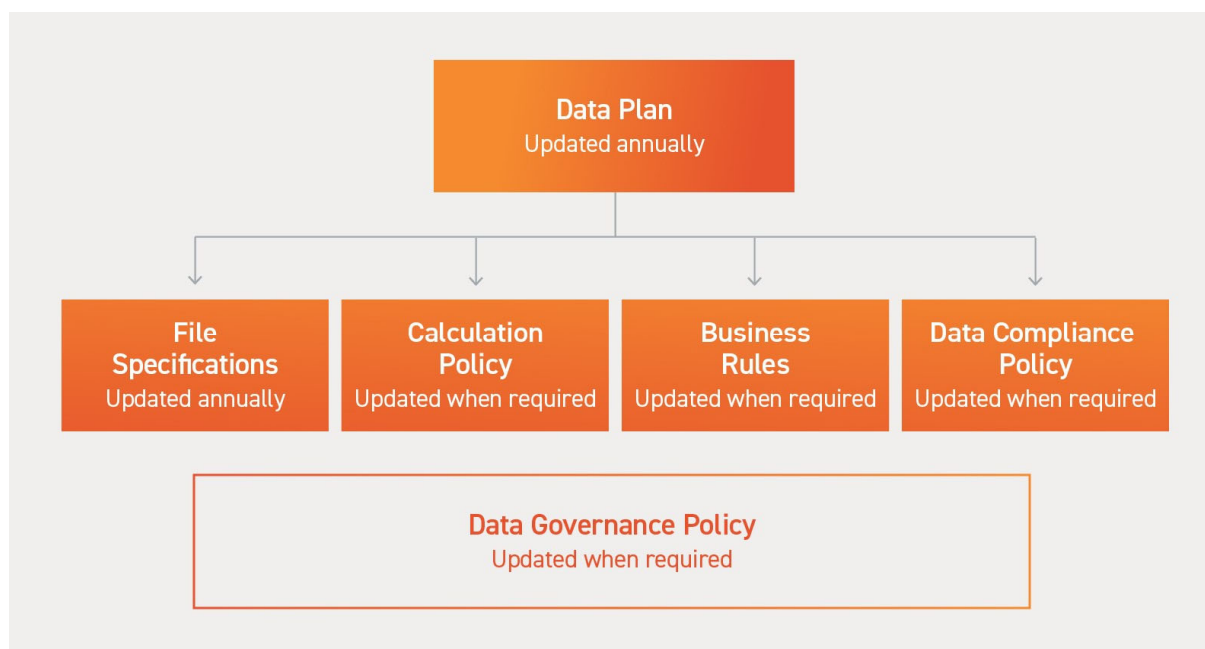 Data Plan
Updated annually
File
Specifications
Updated annually
Calculation
Policy
Updated when required
Business
Rules
Updated when required
Data Compliance
Policy
Updated when required
Data Governance Policy
Updated when required